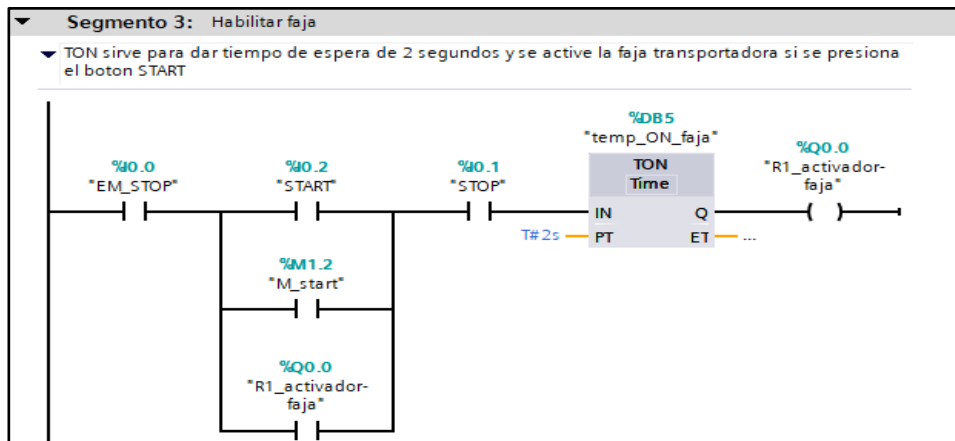 Segmento 3: Habilitar faja
TON sirve para dar tiempo de espera de 2 segundos y se active la faja transportadora si se presiona
el boton START
%DB5
"temp_ON_faja"
%I0.0
"EM_STOP"
%I0.2
"START"
%I0.1
"STOP"
TON
Time
%Q0.0
"R1_activador-
faja"
IN
Q
T#2s
PT
ET
...
%M1.2
"M_start"
%Q0.0
"R1_activador-
faja"